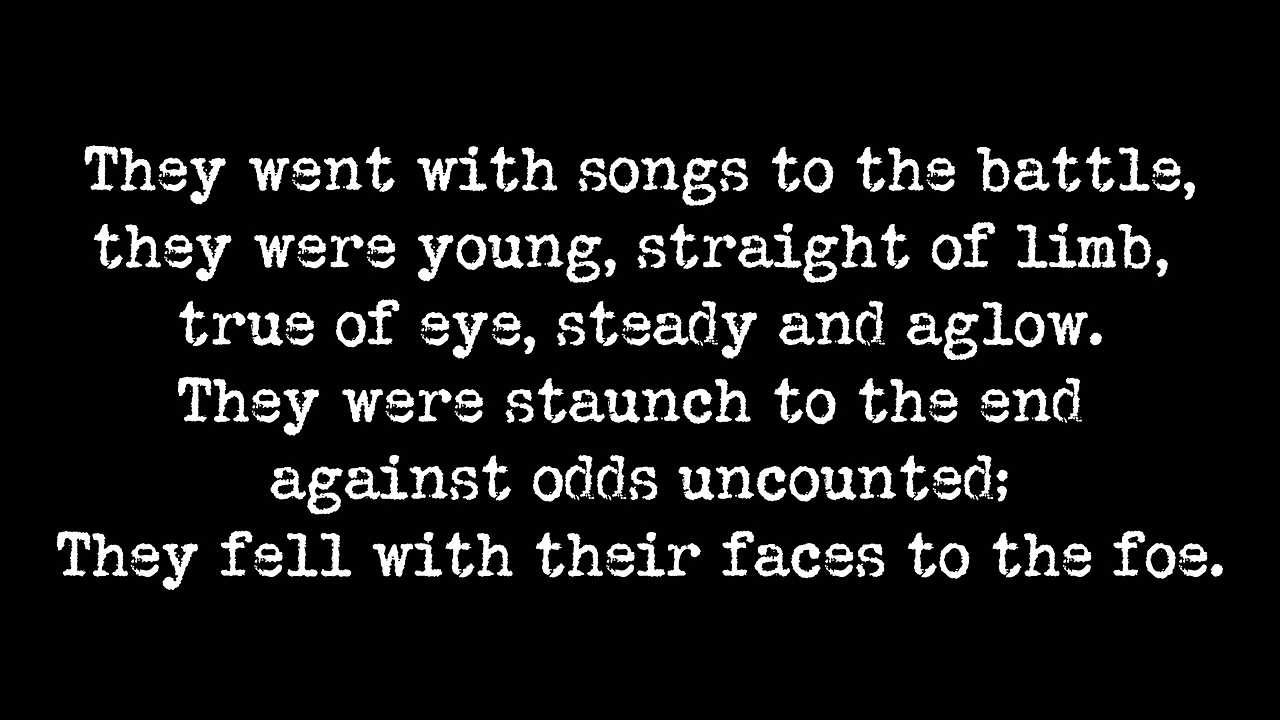 They went with songs to the battle,
they were young, straight of limb,
true of eye, steady and aglow.
They were staunch to the end
against odds uncounted;
They fell with their faces to the foe.